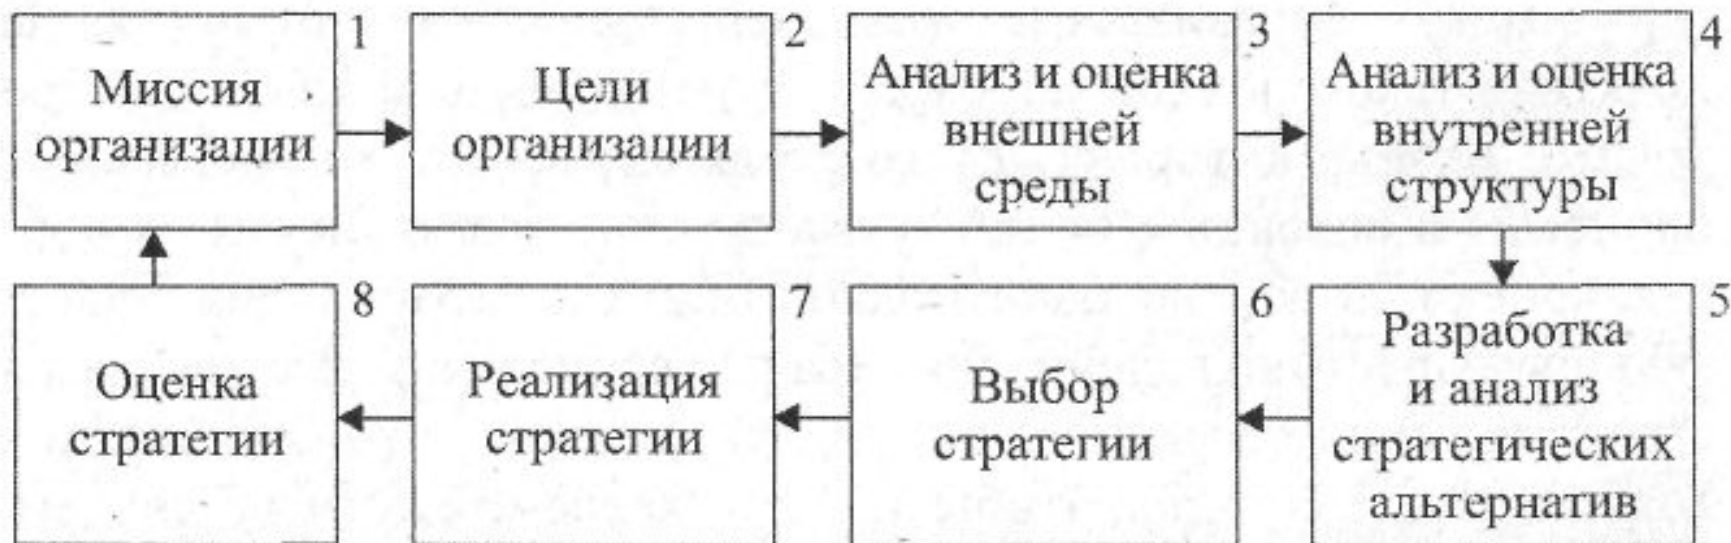 1
Миссия
организации
2
Цели
организации
3
Анализ и оценка
внешней
среды
4
Анализ и оценка
внутренней
структуры
5
Разработка
и анализ
стратегических
альтернатив
6
Выбор
стратегии
7
Реализация
стратегии
8
Оценка
стратегии